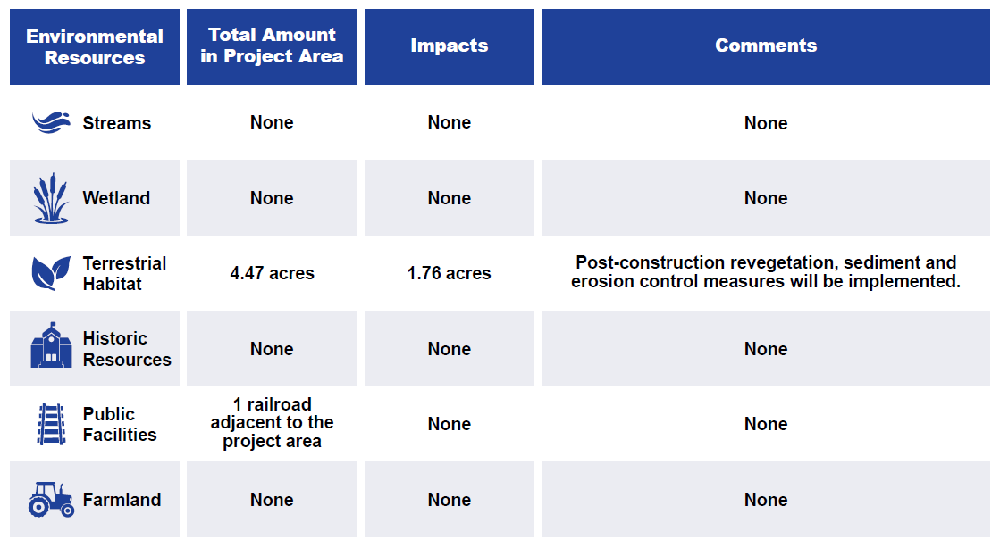 Environmental
Resources
Total Amount
in Project Area
Impacts
Comments
Streams
None
None
None
Wetland
None
None
None
Terrestrial
Habitat
4.47 acres
1.76 acres
Post-construction revegetation, sediment and
erosion control measures will be implemented.
Historic
Resources
None
None
None
Public
Facilities
1 railroad
adjacent to the
project area
None
None
Farmland
None
None
None